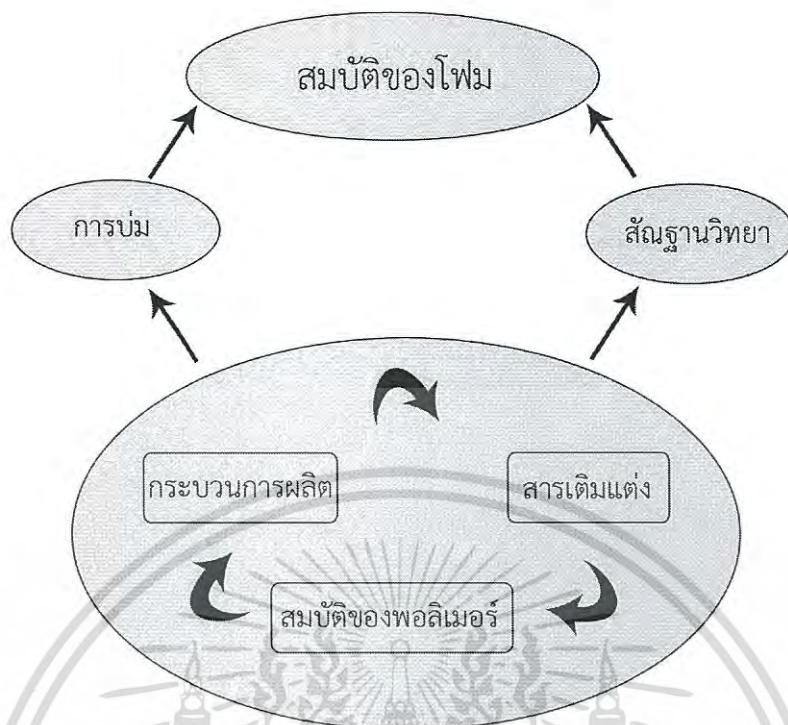 สมบัติของโฟม
การบ่ม
สัณฐานวิทยา
กระบวนการผลิต
สารเติมแต่ง
สมบัติของพอลิเมอร์